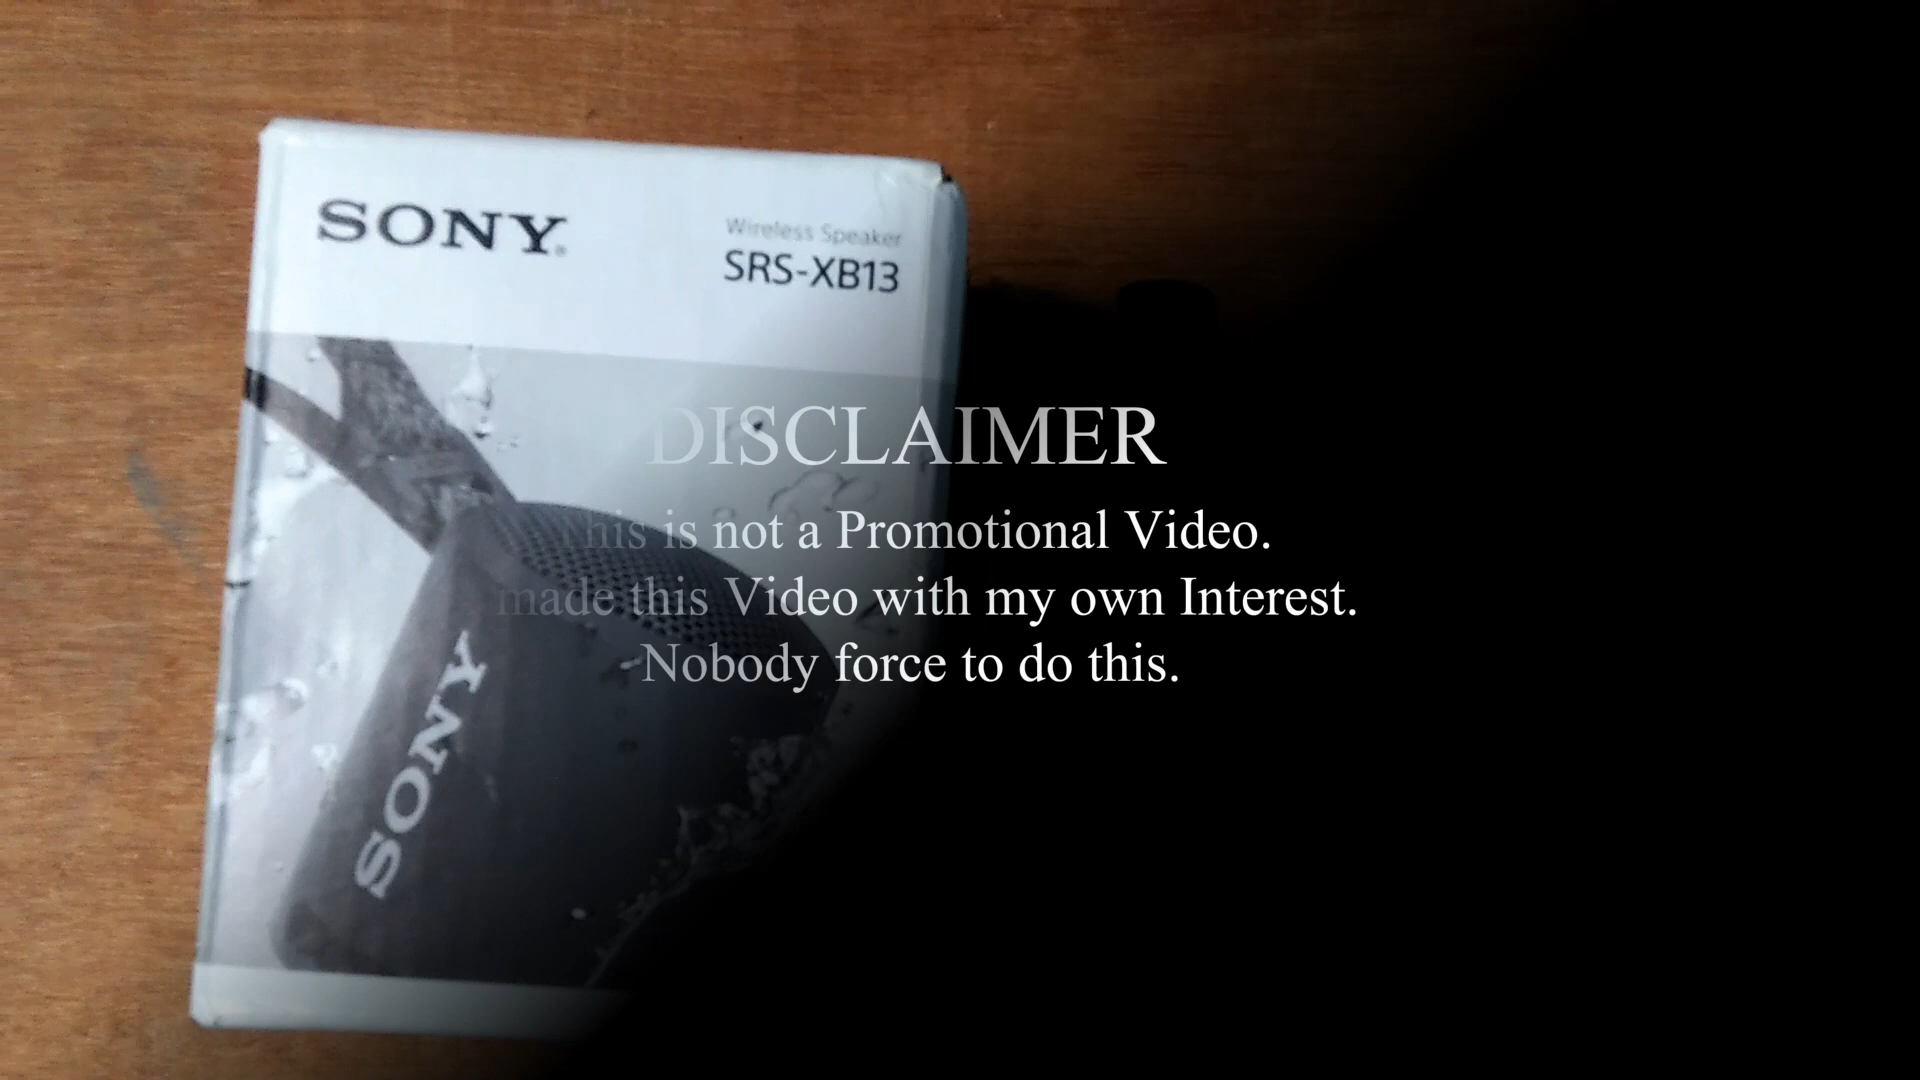 SONY
Wireless Speaker
SRS-XB13
DISCLAIMER
This is not a Promotional Video.
made this Video with my own Interest.
Nobody force to do this.
SONY